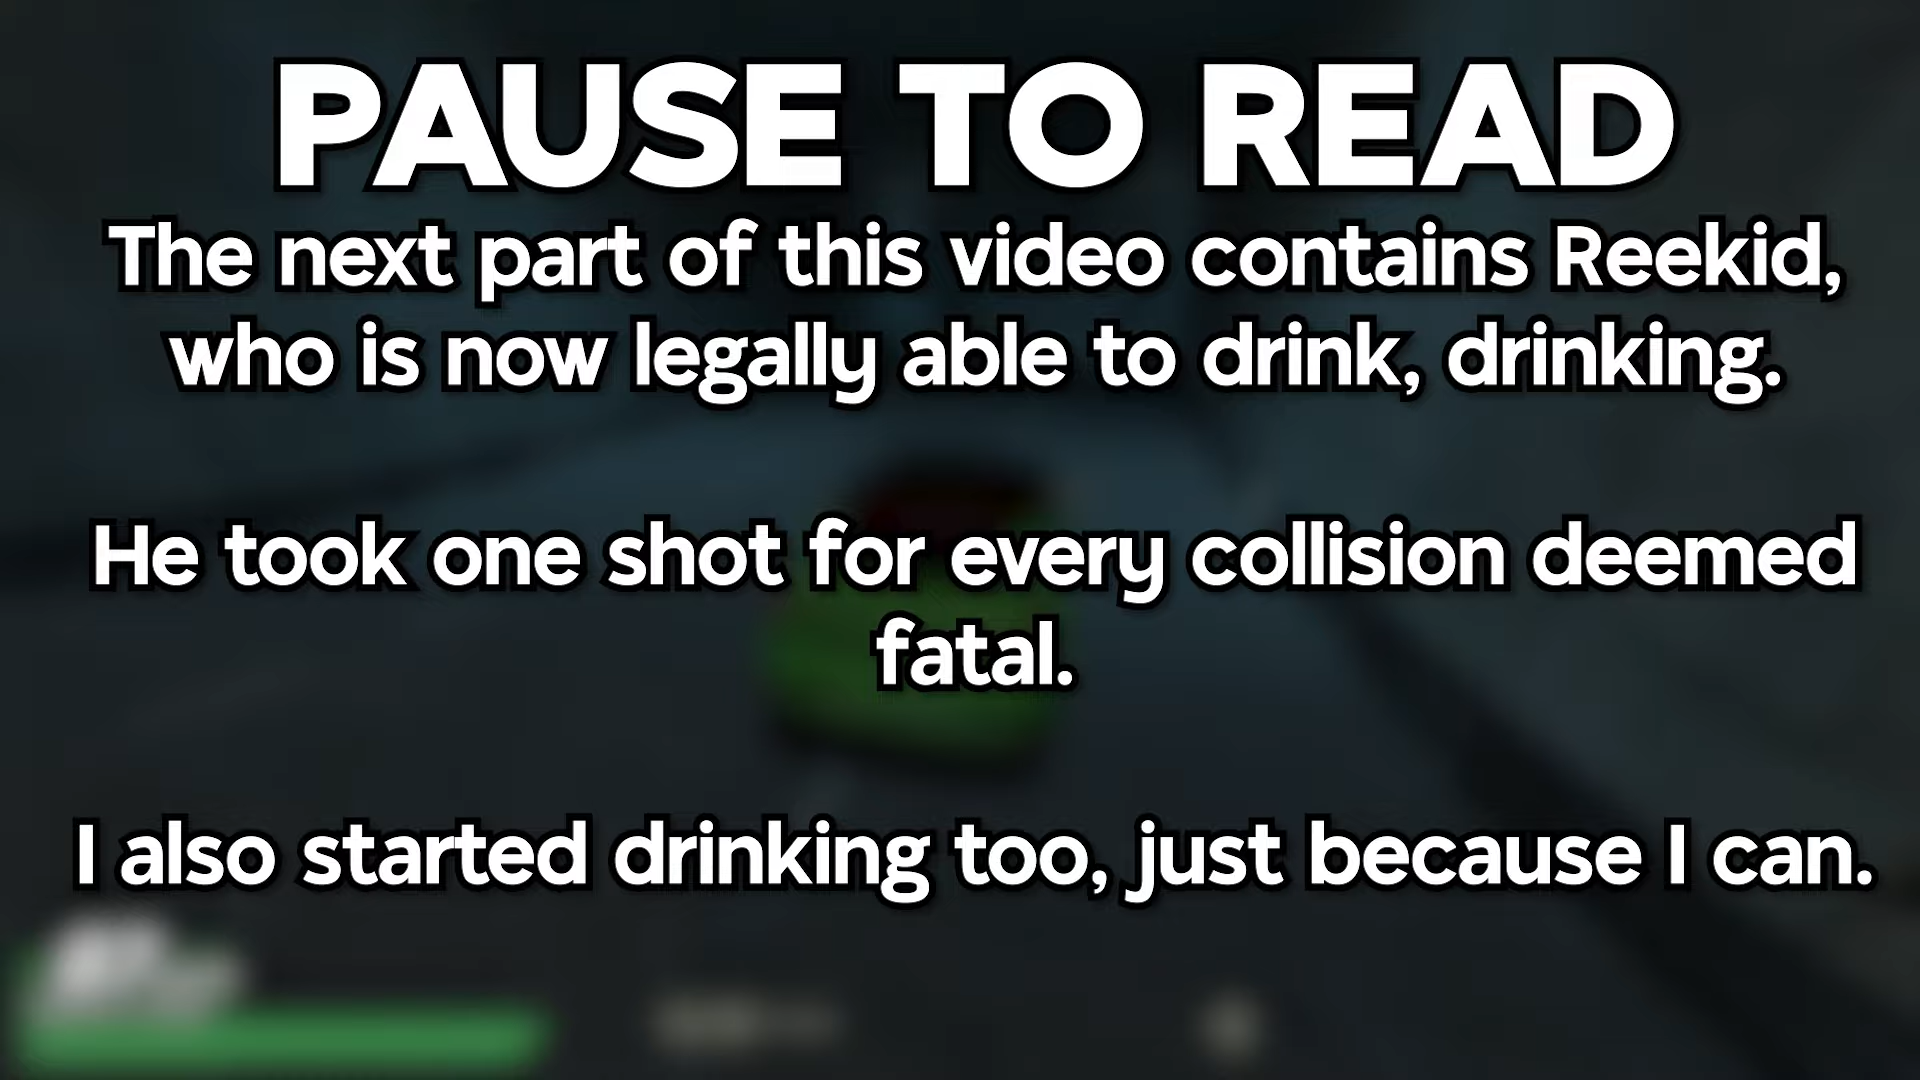 PAUSE TO READ
The next part of this video contains Reekid,
who is now legally able to drink, drinking.
He took one shot for every collision deemed
fatal.
I also started drinking too, just because I can.